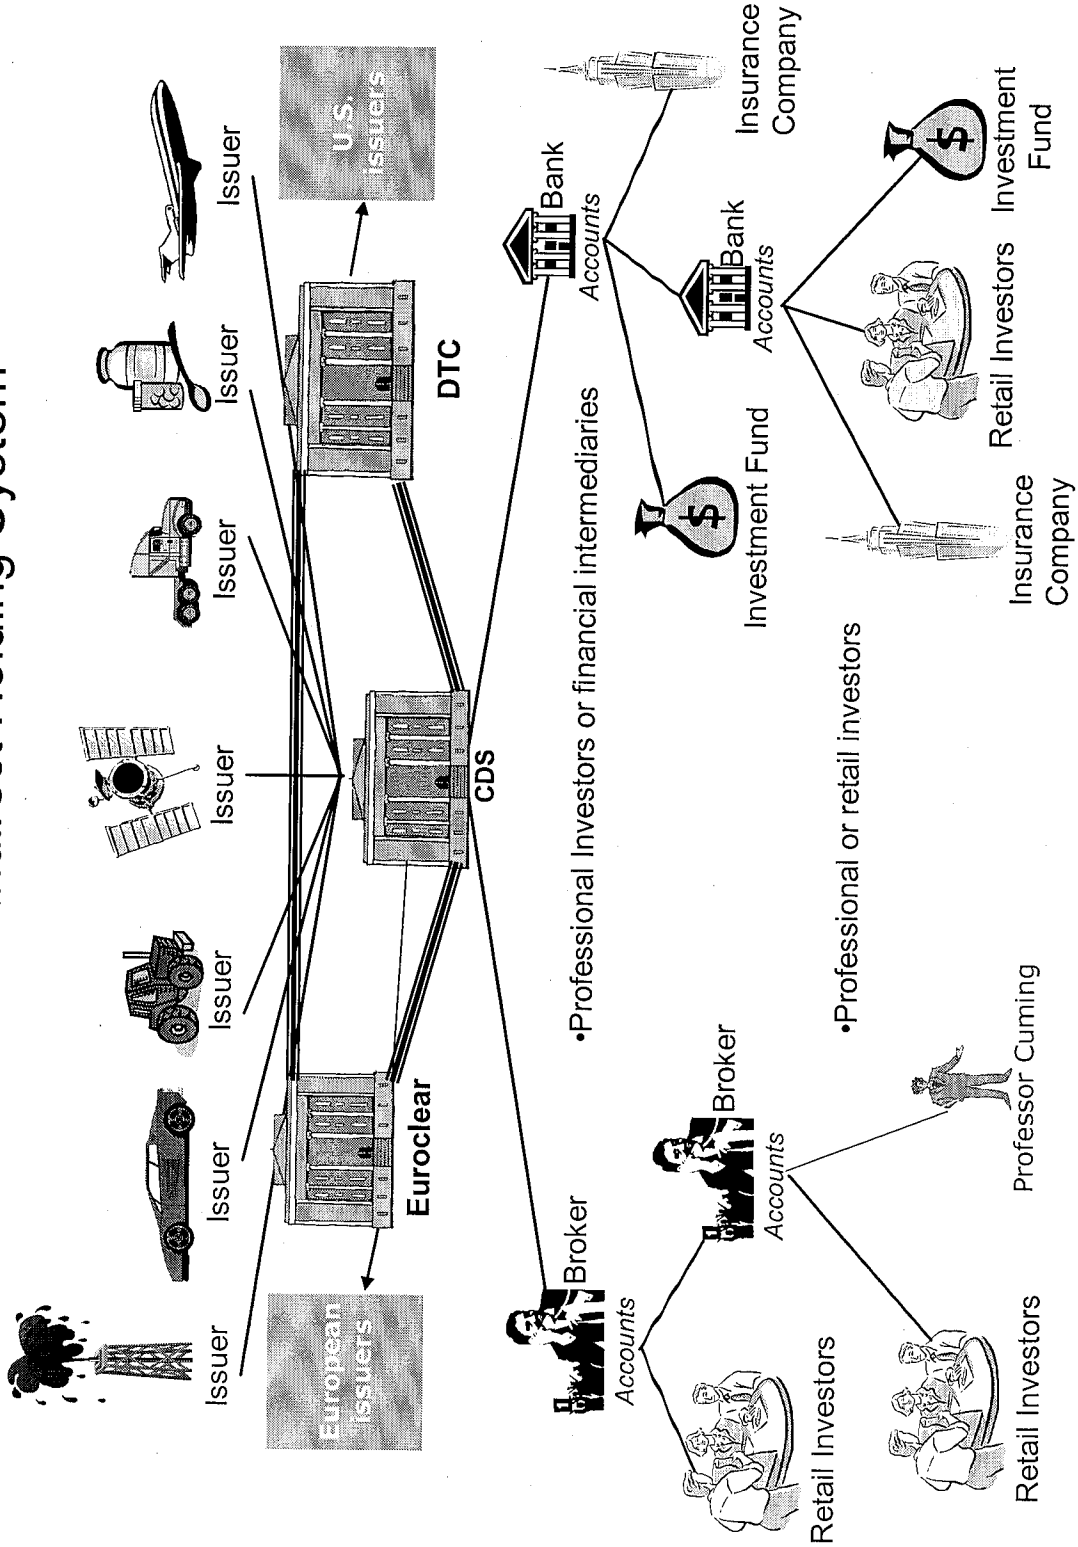 Indirect Holding System
Issuer
Issuer
Issuer
Issuer
Issuer
Issuer
Issuer
European
issuers
U.S.
issuers
Euroclear
DTC
CDS
Broker
Accounts
•Professional Investors or financial intermediaries
Bank
Accounts
Retail Investors
Broker
Accounts
Investment Fund
Bank
Accounts
Insurance
Company
•Professional or retail investors
Retail Investors
Professor Cuming
Insurance
Company
Retail Investors
Investment
Fund